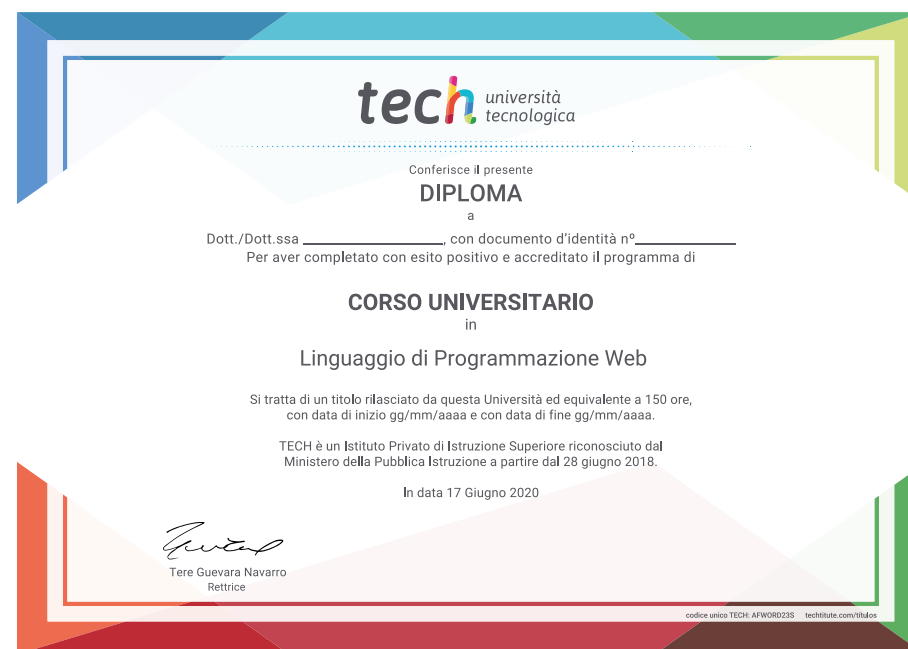 tech università
tecnologica
Conferisce il presente
DIPLOMA
a
Dott./Dott.ssa ____________________, con documento d'identità nº______________
Per aver completato con esito positivo e accreditato il programma di
CORSO UNIVERSITARIO
in
Linguaggio di Programmazione Web
Si tratta di un titolo rilasciato da questa Università ed equivalente a 150 ore,
con data di inizio gg/mm/aaaa e con data di fine gg/mm/aaaa.
TECH è un Istituto Privato di Istruzione Superiore riconosciuto dal
Ministero della Pubblica Istruzione a partire dal 28 giugno 2018.
In data 17 Giugno 2020
Tere Guevara Navarro
Rettrice
codice unico TECH: AFWORD23S techtitute.com/titulos